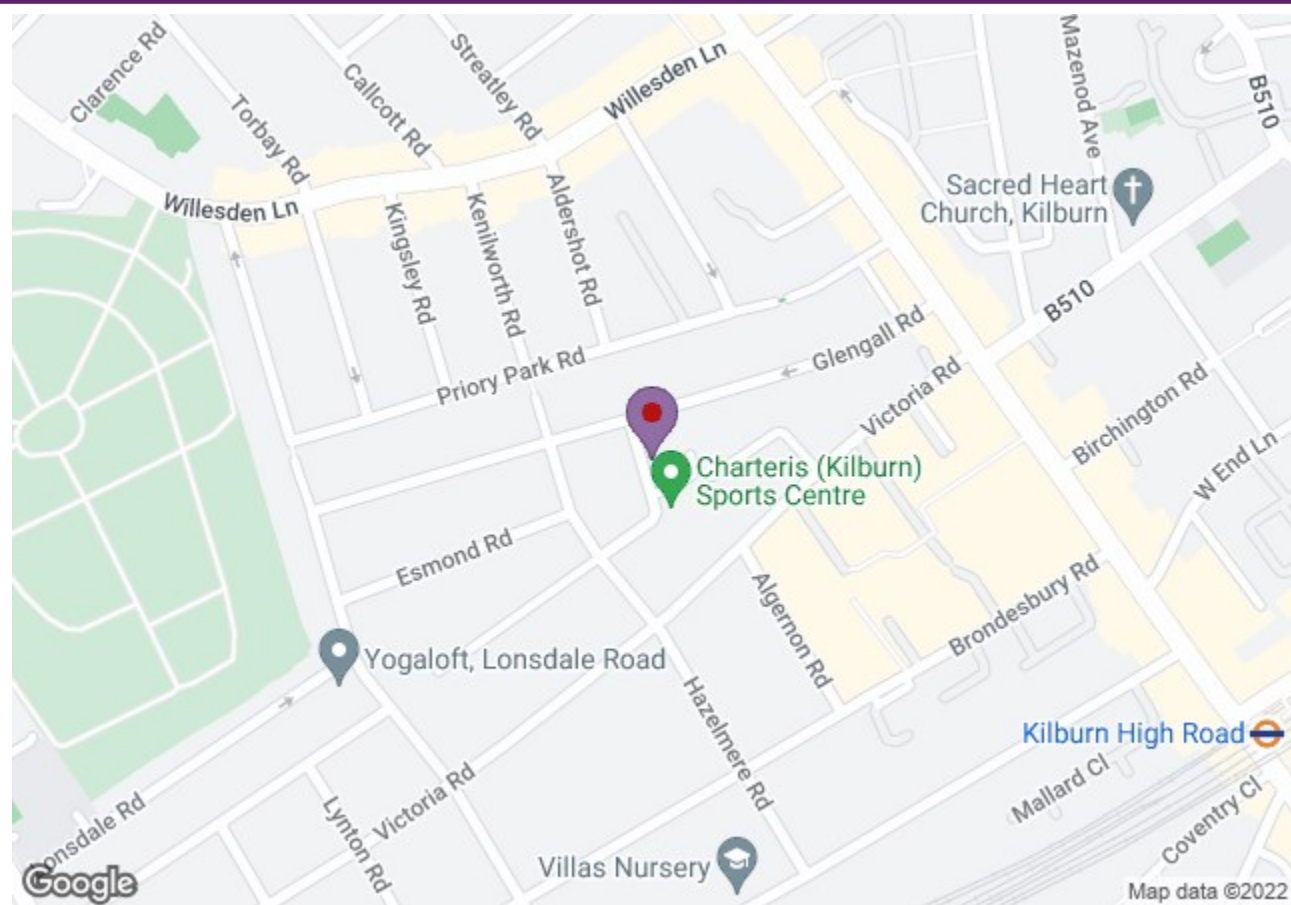 Clarence Rd
Torbay Rd
Callcott Rd
Streatley Rd
Willesden Ln
Mazenod Ave
B510
Willesden Ln
Kingsley Rd
Kenilworth Rd
Aldershot Rd
Sacred Heart
Church, Kilburn
B510
Priory Park Rd
Glengall Rd
Victoria Rd
Birchington Rd
W End Ln
Charteris (Kilburn)
Sports Centre
Esmond Rd
Algernon Rd
Brondesbury Rd
Yogaloft, Lonsdale Road
Hazelmere Rd
Kilburn High Road
Mallard Cl
Coventry Cl
Lonsdale Rd
Lynton Rd
Victoria Rd
Villas Nursery
Google
Map data ©2022